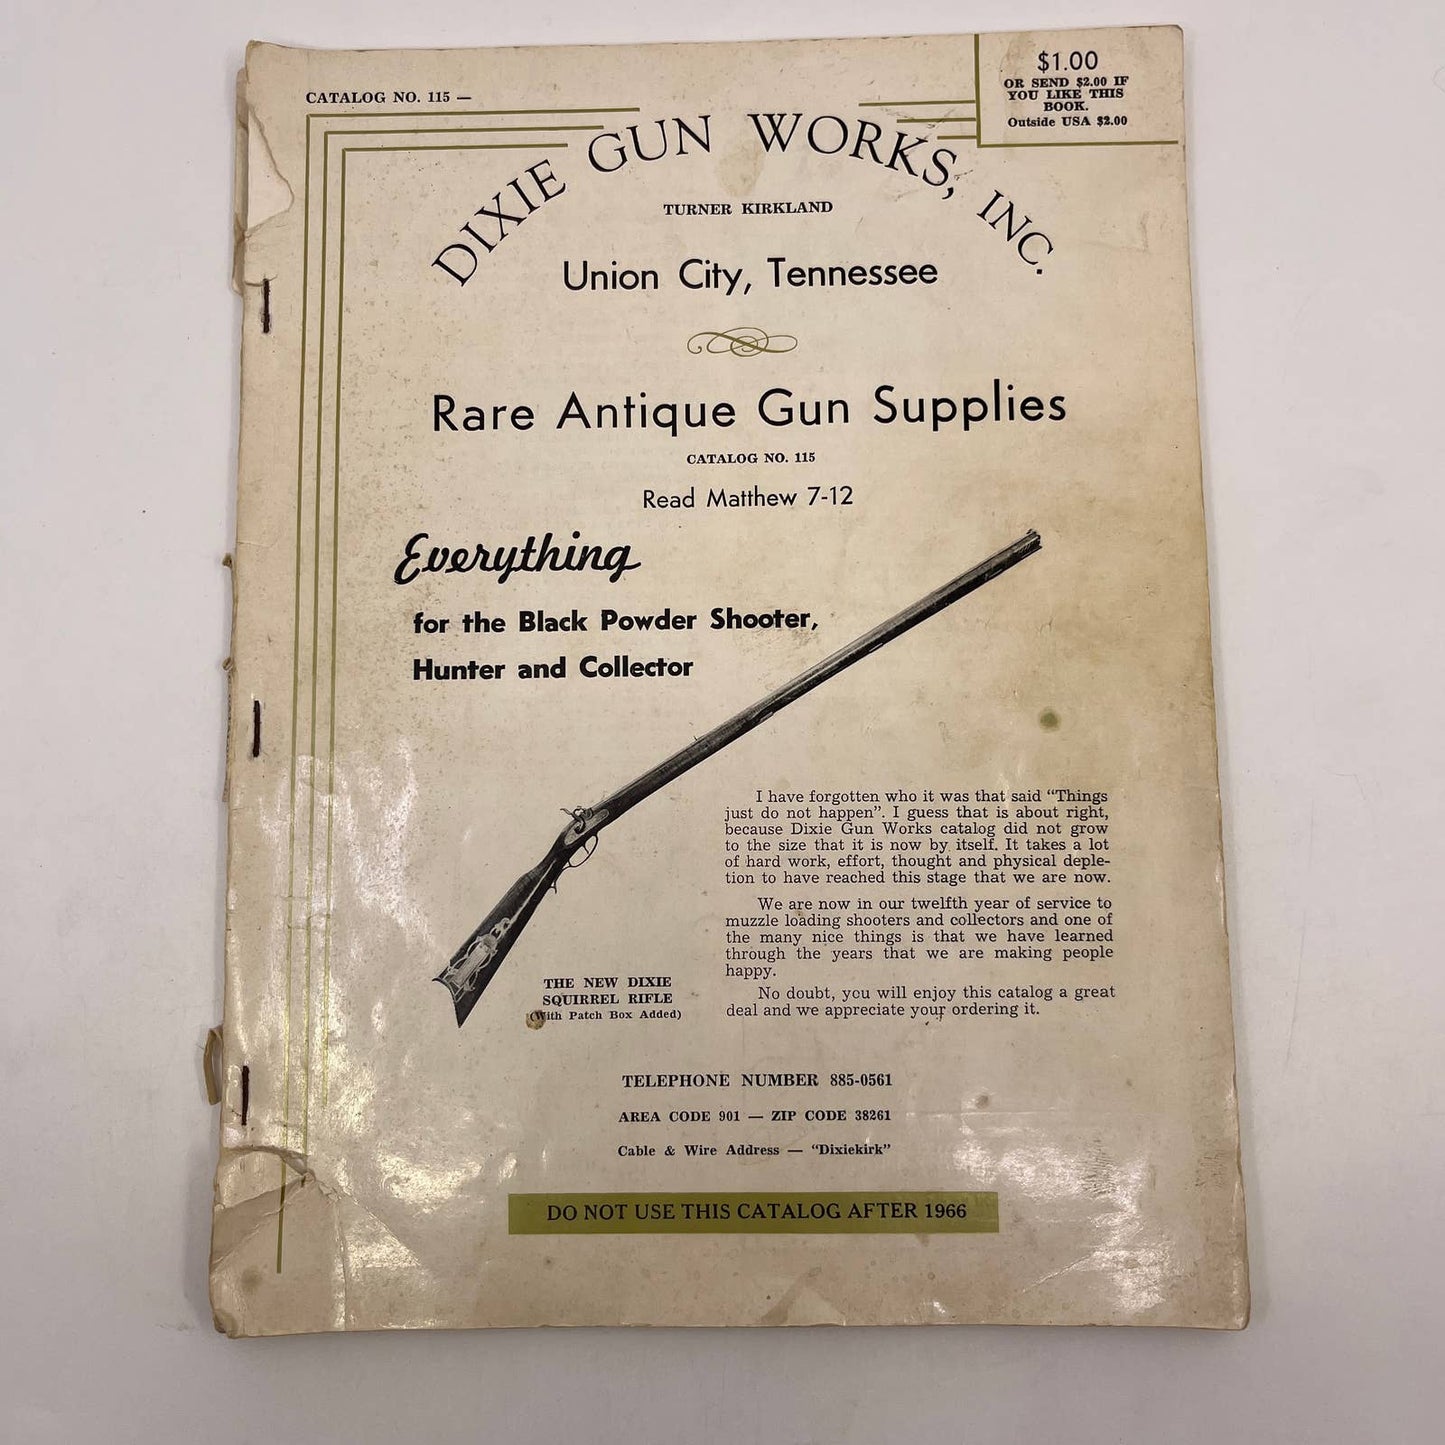 CATALOG NO. 115 —
$1.00
OR SEND $2.00 IF
YOU LIKE THIS
BOOK.
Outside USA $2.00
DIXIE GUN WORKS, INC.
TURNER KIRKLAND
Union City, Tennessee
Rare Antique Gun Supplies
CATALOG NO. 115
Read Matthew 7-12
Everything
for the Black Powder Shooter,
Hunter and Collector
I have forgotten who it was that said “Things
just do not happen”. I guess that is about right,
because Dixie Gun Works catalog did not grow
to the size that it is now by itself. It takes a lot
of hard work, effort, thought and physical deple-
tion to have reached this stage that we are now.
We are now in our twelfth year of service to
muzzle loading shooters and collectors and one of
the many nice things is that we have learned
through the years that we are making people
happy.
No doubt, you will enjoy this catalog a great
deal and we appreciate your ordering it.
THE NEW DIXIE
SQUIRREL RIFLE
(With Patch Box Added)
TELEPHONE NUMBER 885-0561
AREA CODE 901 — ZIP CODE 38261
Cable & Wire Address — “Dixiekirk”
DO NOT USE THIS CATALOG AFTER 1966